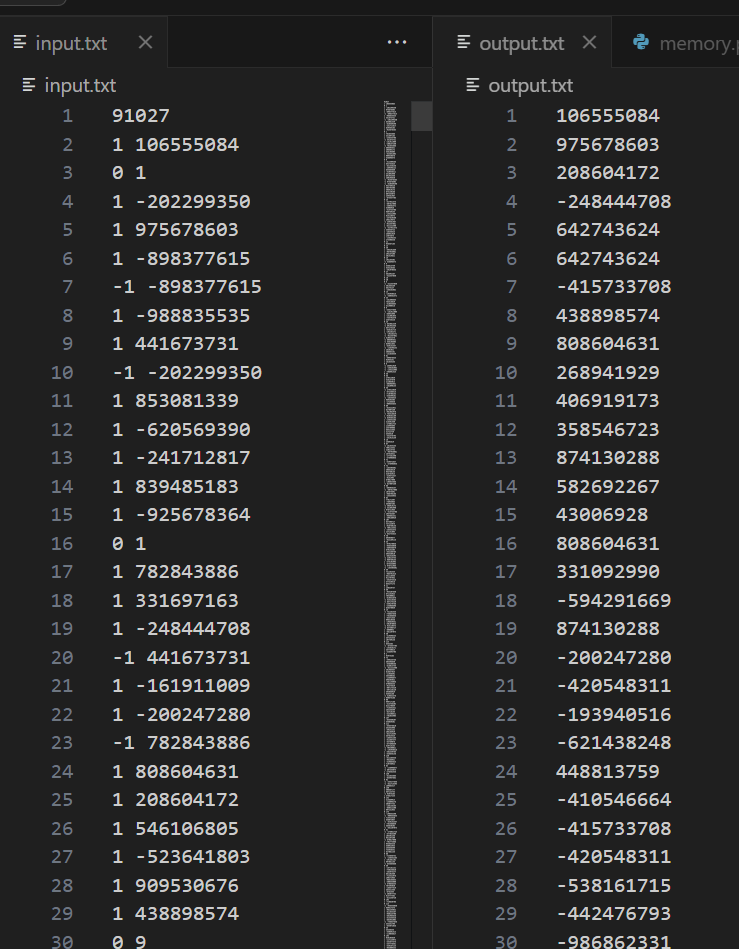 input.txt
input.txt
1 91027
2 1 106555084
3 0 1
4 1 -202299350
5 1 975678603
6 1 -898377615
7 -1 -898377615
8 1 -988835535
9 1 441673731
10 -1 -202299350
11 1 853081339
12 1 -620569390
13 1 -241712817
14 1 839485183
15 1 -925678364
16 0 1
17 1 782843886
18 1 331697163
19 1 -248444708
20 -1 441673731
21 1 -161911009
22 1 -200247280
23 -1 782843886
24 1 808604631
25 1 208604172
26 1 546106805
27 1 -523641803
28 1 909530676
29 1 438898574
30 0 9
output.txt
memory.p
output.txt
1 106555084
2 975678603
3 208604172
4 -248444708
5 642743624
6 642743624
7 -415733708
8 438898574
9 808604631
10 268941929
11 406919173
12 358546723
13 874130288
14 582692267
15 43006928
16 808604631
17 331092990
18 -594291669
19 874130288
20 -200247280
21 -420548311
22 -193940516
23 -621438248
24 448813759
25 -410546664
26 -415733708
27 -420548311
28 -538161715
29 -442476793
30 -986862331